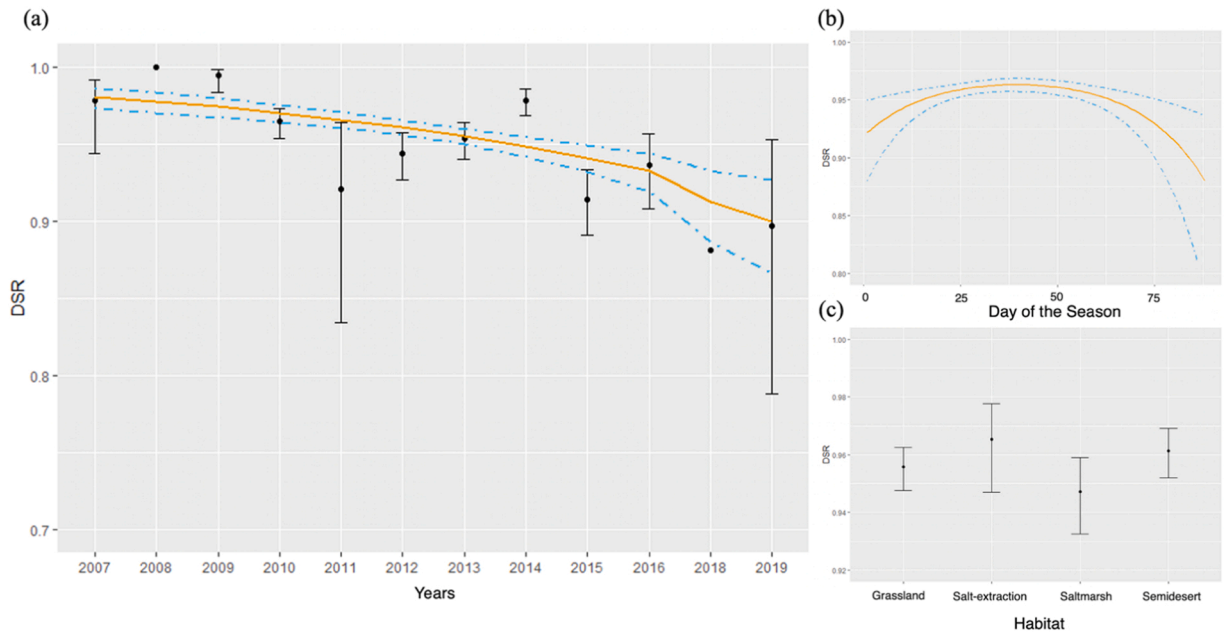 (a)
1.0
0.9
0.8
0.7
DSR
2007 2008 2009 2010 2011 2012 2013 2014 2015 2016 2018 2019
Years
(b)
1.00
0.95
0.90
0.85
0.80
DSR
0 25 50 75
Day of the Season
(c)
1.00
0.98
0.96
0.94
0.92
DSR
Grassland Salt-extraction Saltmarsh Semidesert
Habitat